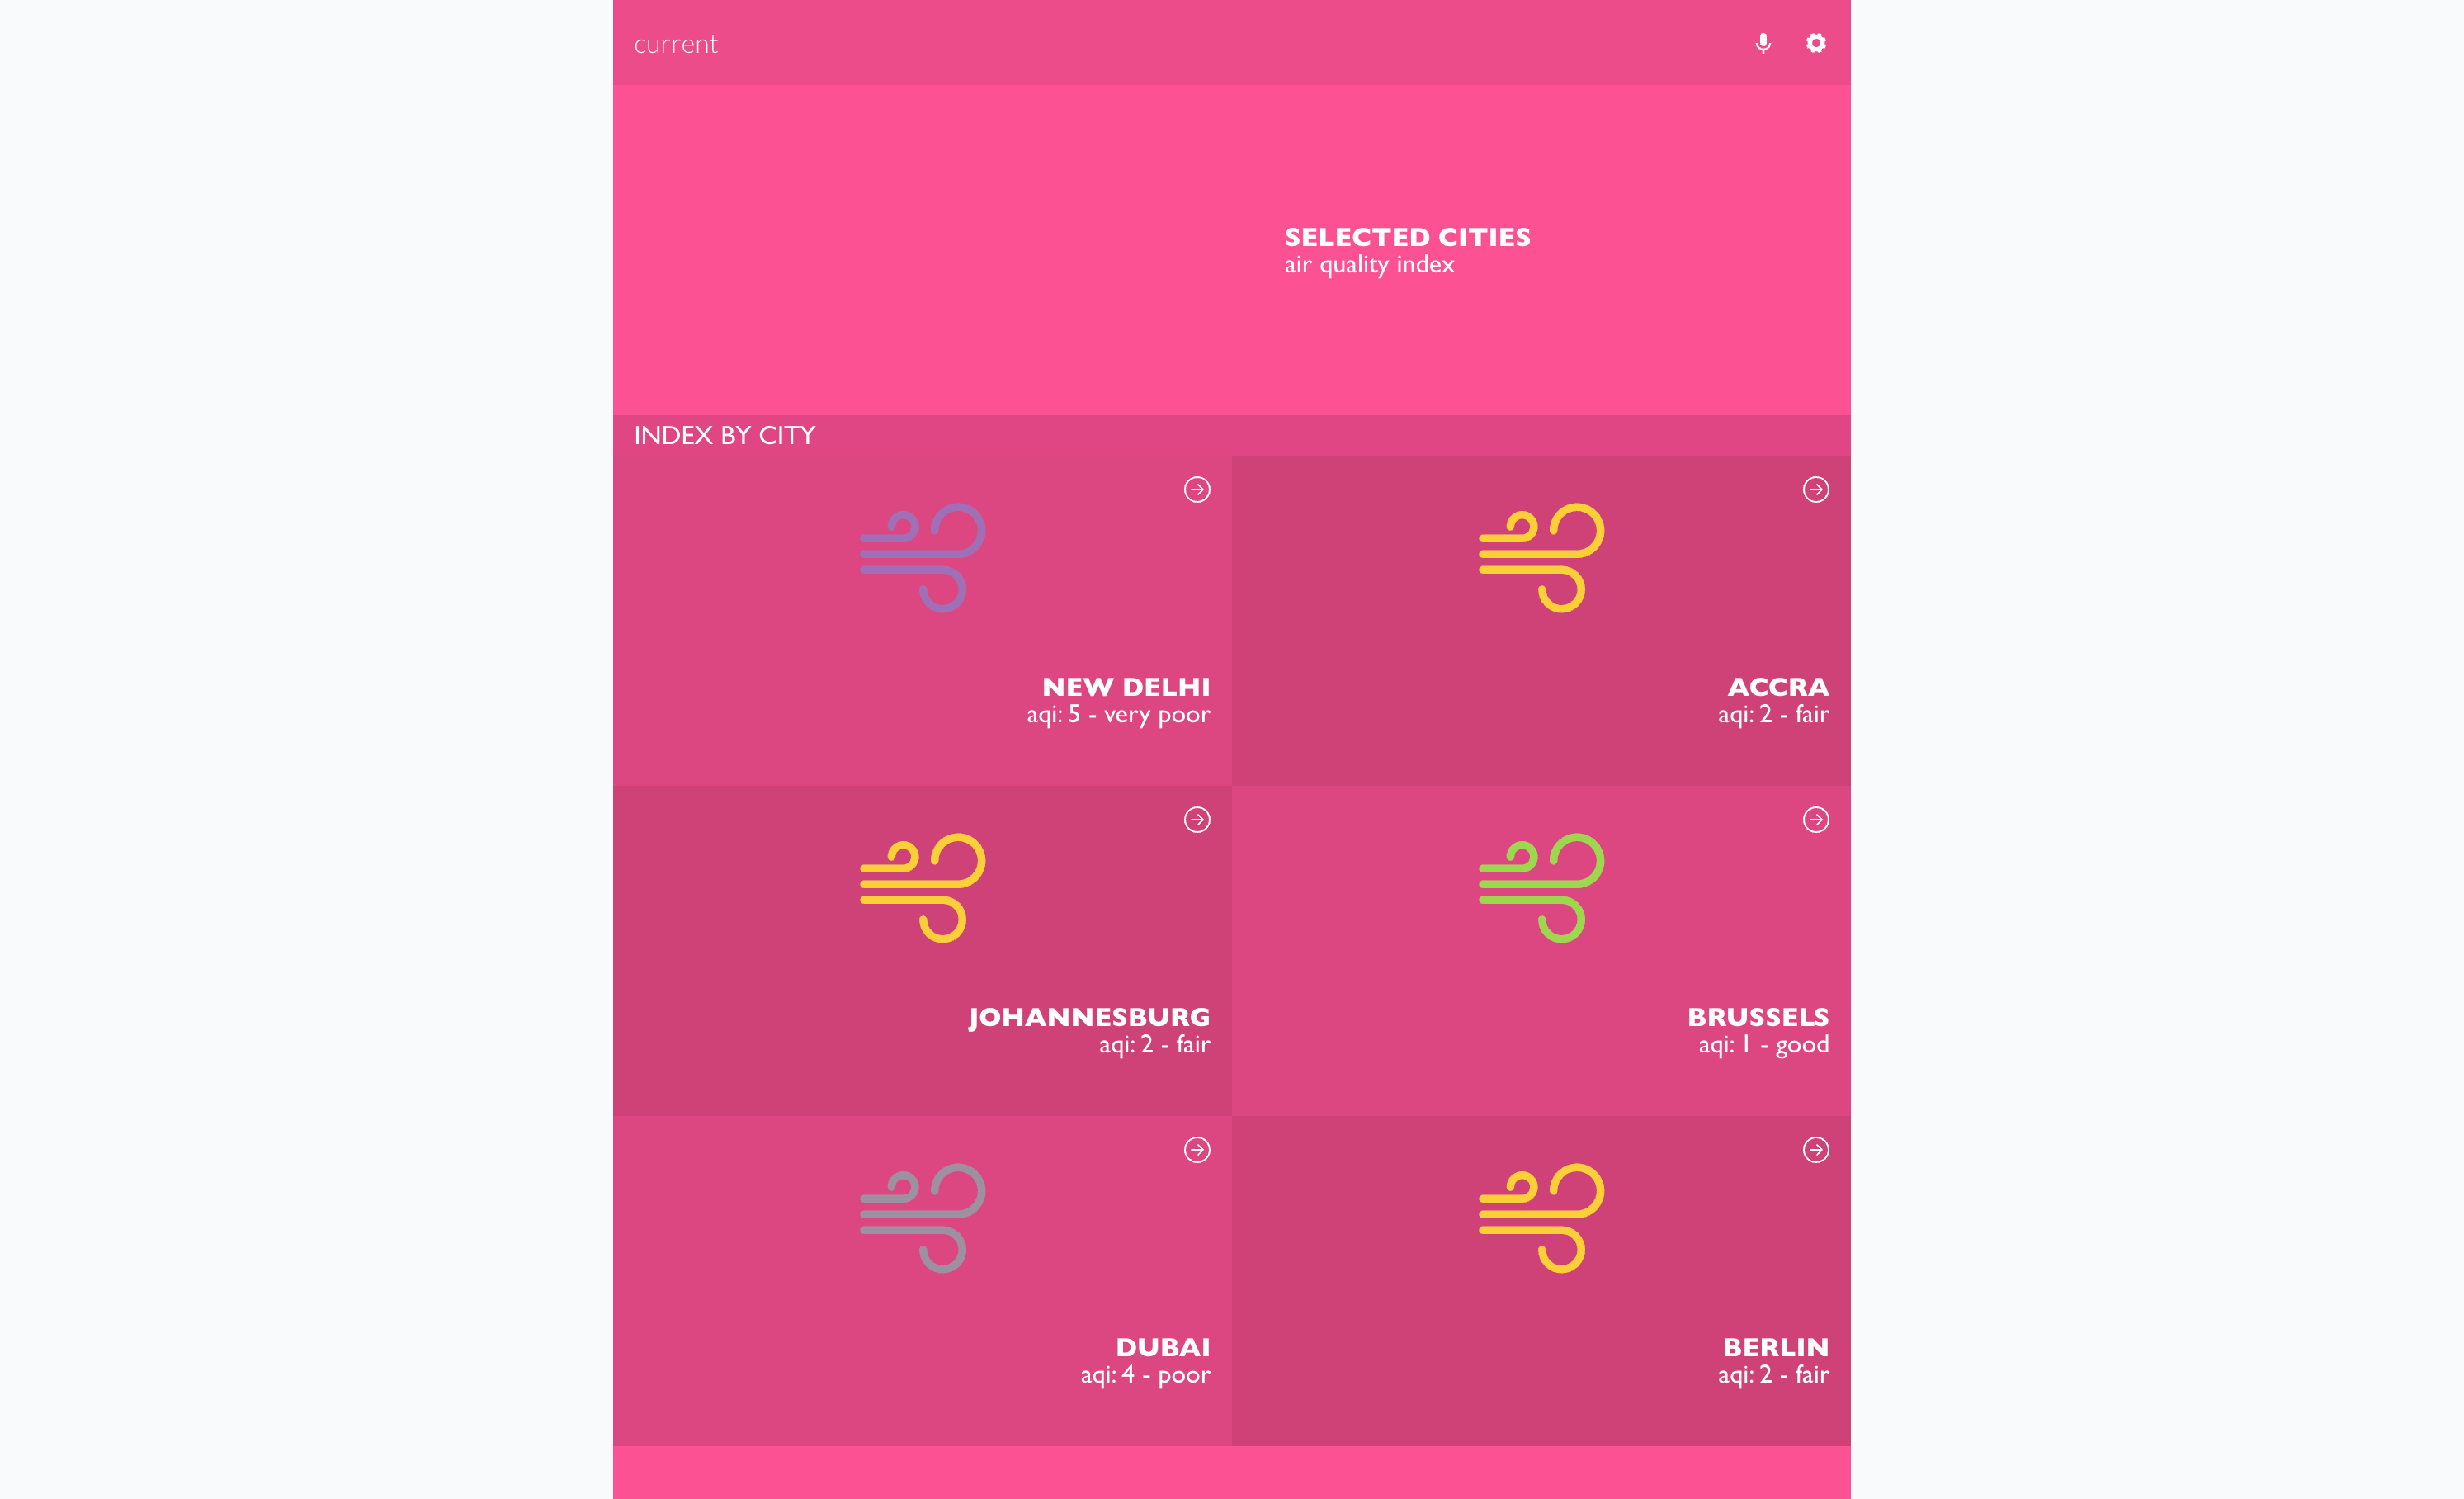 current
SELECTED CITIES
air quality index
INDEX BY CITY
NEW DELHI
aqi: 5 - very poor
ACCRA
aqi: 2 - fair
JOHANNESBURG
aqi: 2 - fair
BRUSSELS
aqi: 1 - good
DUBAI
aqi: 4 - poor
BERLIN
aqi: 2 - fair